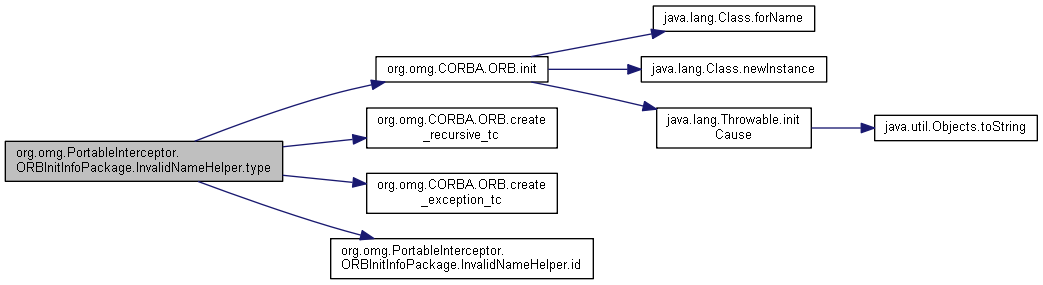 java.lang.Class.forName
org.omg.CORBA.ORB.init
java.lang.Class.newInstance
org.omg.CORBA.ORB.create
_recursive_tc
java.lang.Throwable.init
Cause
java.util.Objects.toString
org.omg.PortableInterceptor.
ORBInitInfoPackage.InvalidNameHelper.type
org.omg.CORBA.ORB.create
_exception_tc
org.omg.PortableInterceptor.
ORBInitInfoPackage.InvalidNameHelper.id